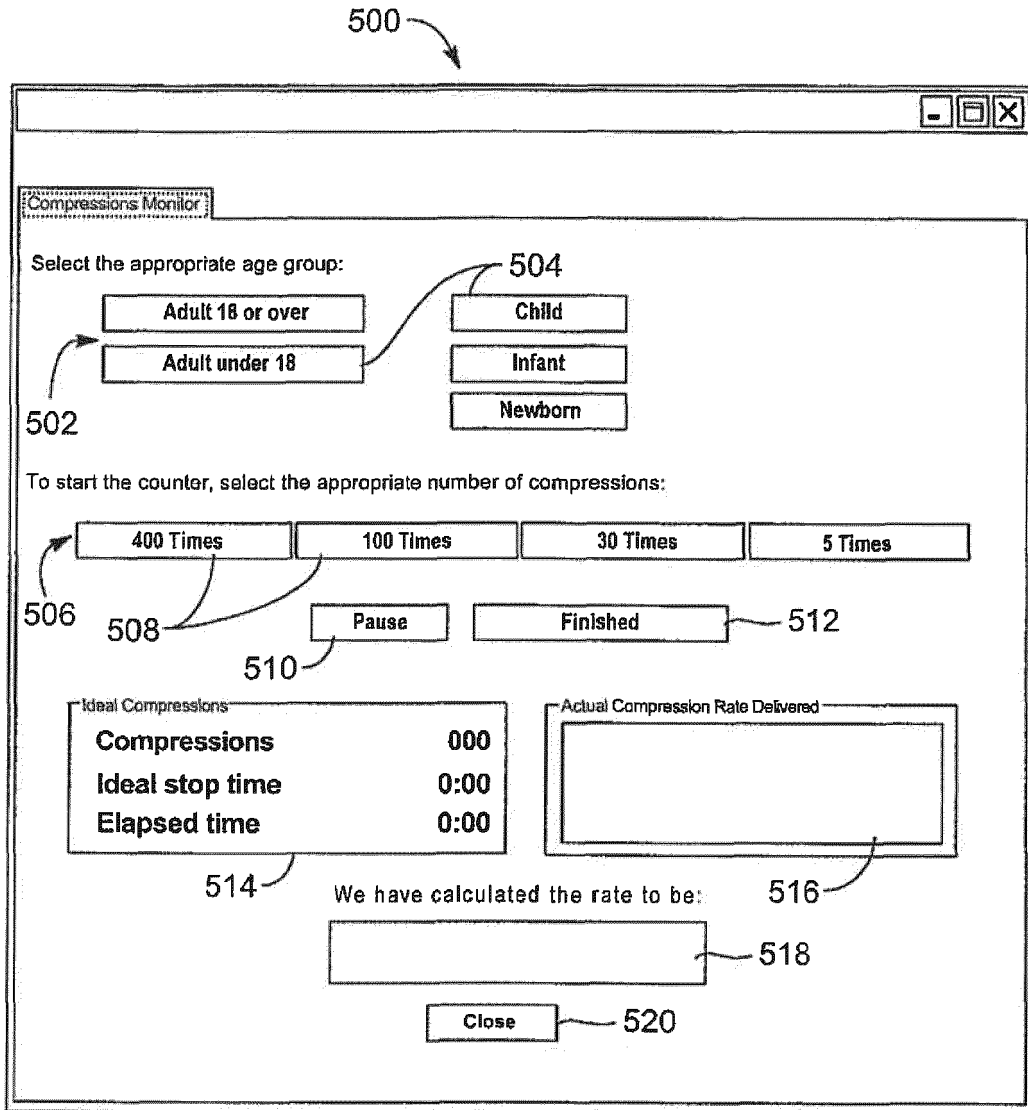 500
Compressions Monitor
Select the appropriate age group:
504
Adult 18 or over
Child
Adult under 18
Infant
502
Newborn
To start the counter, select the appropriate number of compressions:
400 Times
100 Times
30 Times
5 Times
506
508
Pause
Finished
512
510
Ideal Compressions
Compressions 000
Ideal stop time 0:00
Elapsed time 0:00
514
Actual Compression Rate Delivered
516
We have calculated the rate to be:
518
Close
520